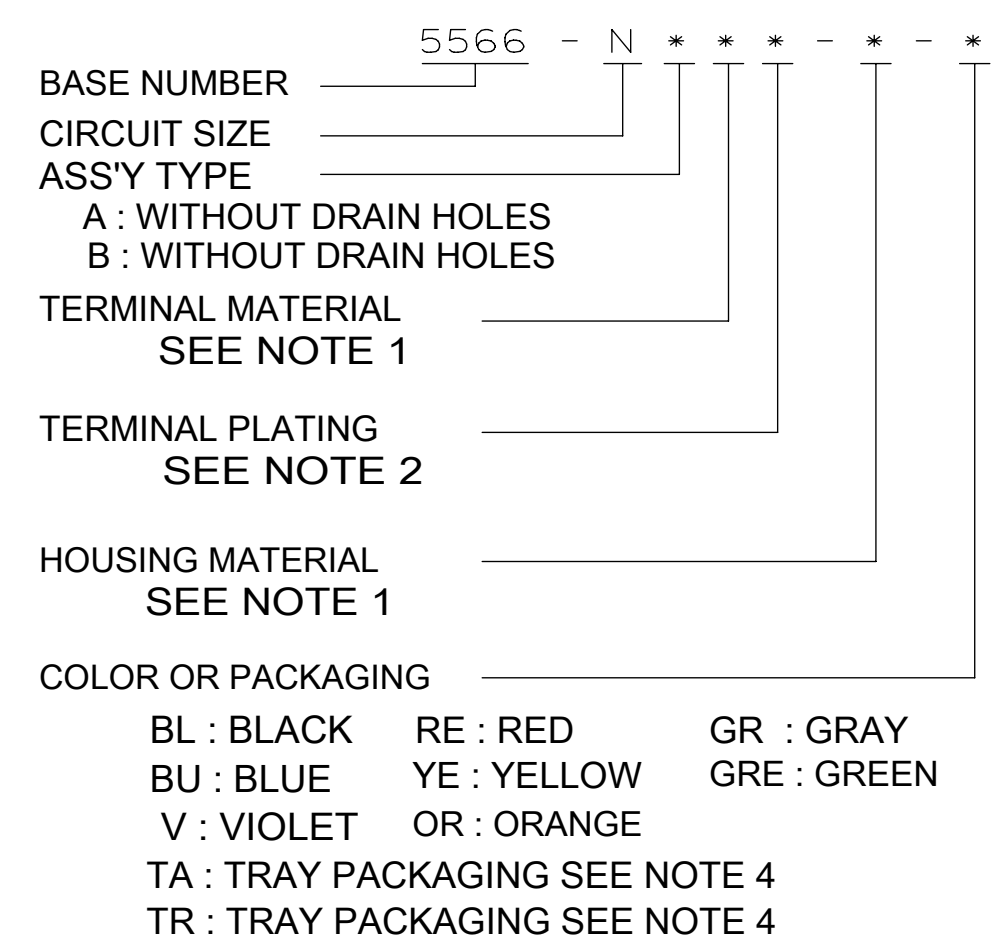 5566 - N * * * - * - *
BASE NUMBER
CIRCUIT SIZE
ASS'Y TYPE
A : WITHOUT DRAIN HOLES
B : WITHOUT DRAIN HOLES
TERMINAL MATERIAL
SEE NOTE 1
TERMINAL PLATING
SEE NOTE 2
HOUSING MATERIAL
SEE NOTE 1
COLOR OR PACKAGING
BL : BLACK RE : RED GR : GRAY
BU : BLUE YE : YELLOW GRE : GREEN
V : VIOLET OR : ORANGE
TA : TRAY PACKAGING SEE NOTE 4
TR : TRAY PACKAGING SEE NOTE 4